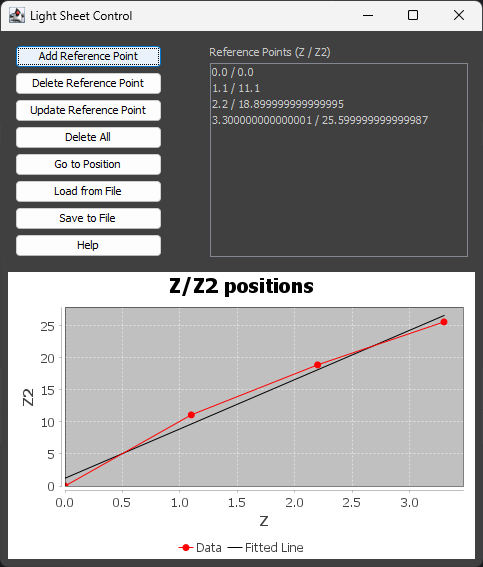 Light Sheet Control
Add Reference Point
Delete Reference Point
Update Reference Point
Delete All
Go to Position
Load from File
Save to File
Help
Reference Points (Z / Z2)
0.0 / 0.0
1.1 / 11.1
2.2 / 18.899999999999995
3.300000000000001 / 25.599999999999987
Z/Z2 positions
Z2
25
20
15
10
5
0
0.0 0.5 1.0 1.5 2.0 2.5 3.0
Z
Data Fitted Line